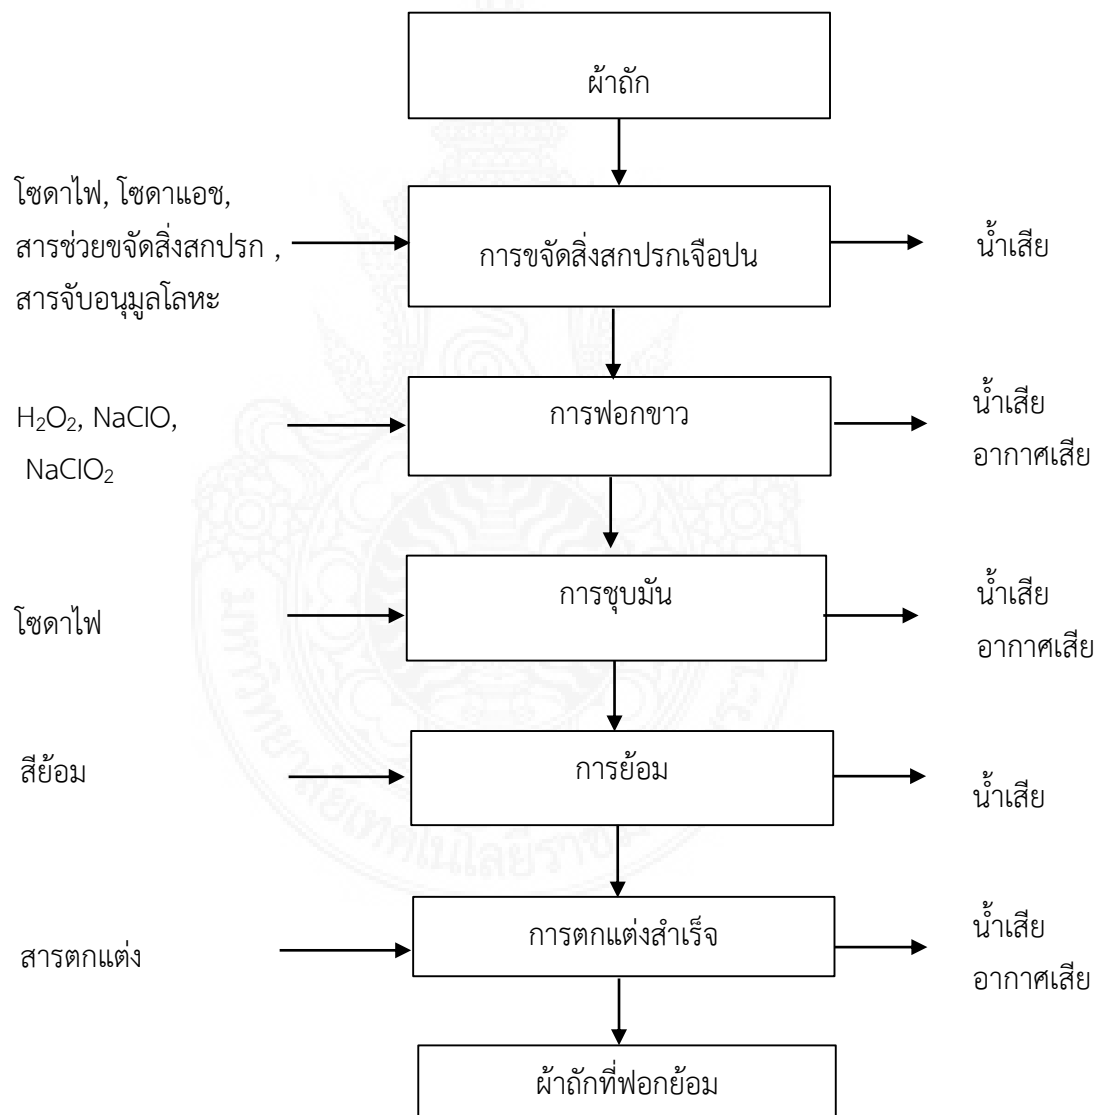 ผ้าถัก
โซดาไฟ, โซดาแอช,
สารช่วยขจัดสิ่งสกปรก ,
สารจับอนุมูลโลหะ
การขจัดสิ่งสกปรกเจือปน
น้ำเสีย
H₂O₂, NaClO,
NaClO₂
การฟอกขาว
น้ำเสีย
อากาศเสีย
โซดาไฟ
การชุบมัน
น้ำเสีย
อากาศเสีย
สีย้อม
การย้อม
น้ำเสีย
สารตกแต่ง
การตกแต่งสำเร็จ
น้ำเสีย
อากาศเสีย
ผ้าถักที่ฟอกย้อม